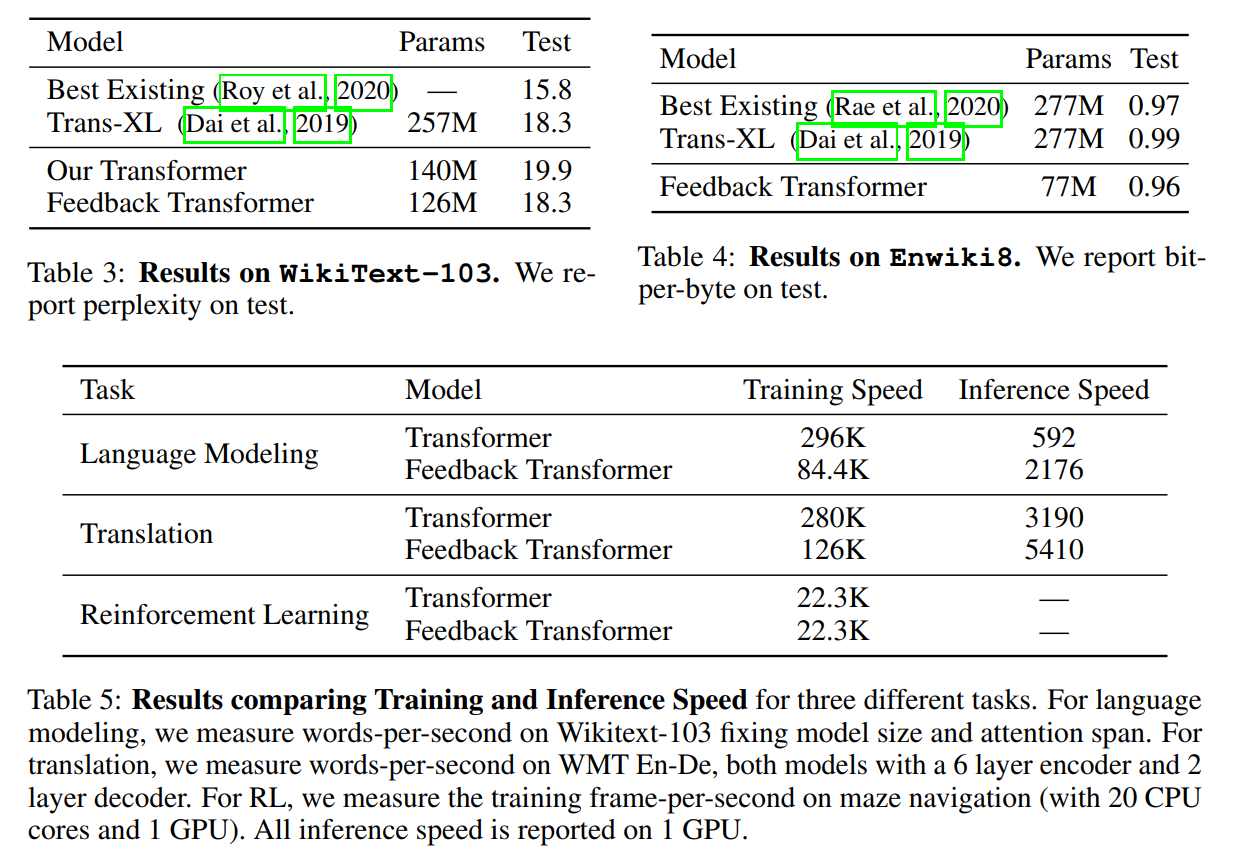 Model Params Test
Best Existing (Roy et al., 2020) — 15.8
Trans-XL (Dai et al., 2019) 257M 18.3
Our Transformer 140M 19.9
Feedback Transformer 126M 18.3
Table 3: Results on WikiText-103. We re-
port perplexity on test.
Model Params Test
Best Existing (Rae et al., 2020) 277M 0.97
Trans-XL (Dai et al., 2019) 277M 0.99
Feedback Transformer 77M 0.96
Table 4: Results on Enwiki8. We report bit-
per-byte on test.
Task Model Training Speed Inference Speed
Language Modeling
Transformer 296K 592
Feedback Transformer 84.4K 2176
Translation
Transformer 280K 3190
Feedback Transformer 126K 5410
Reinforcement Learning
Transformer 22.3K —
Feedback Transformer 22.3K —
Table 5: Results comparing Training and Inference Speed for three different tasks. For language
modeling, we measure words-per-second on Wikitext-103 fixing model size and attention span. For
translation, we measure words-per-second on WMT En-De, both models with a 6 layer encoder and 2
layer decoder. For RL, we measure the training frame-per-second on maze navigation (with 20 CPU
cores and 1 GPU). All inference speed is reported on 1 GPU.